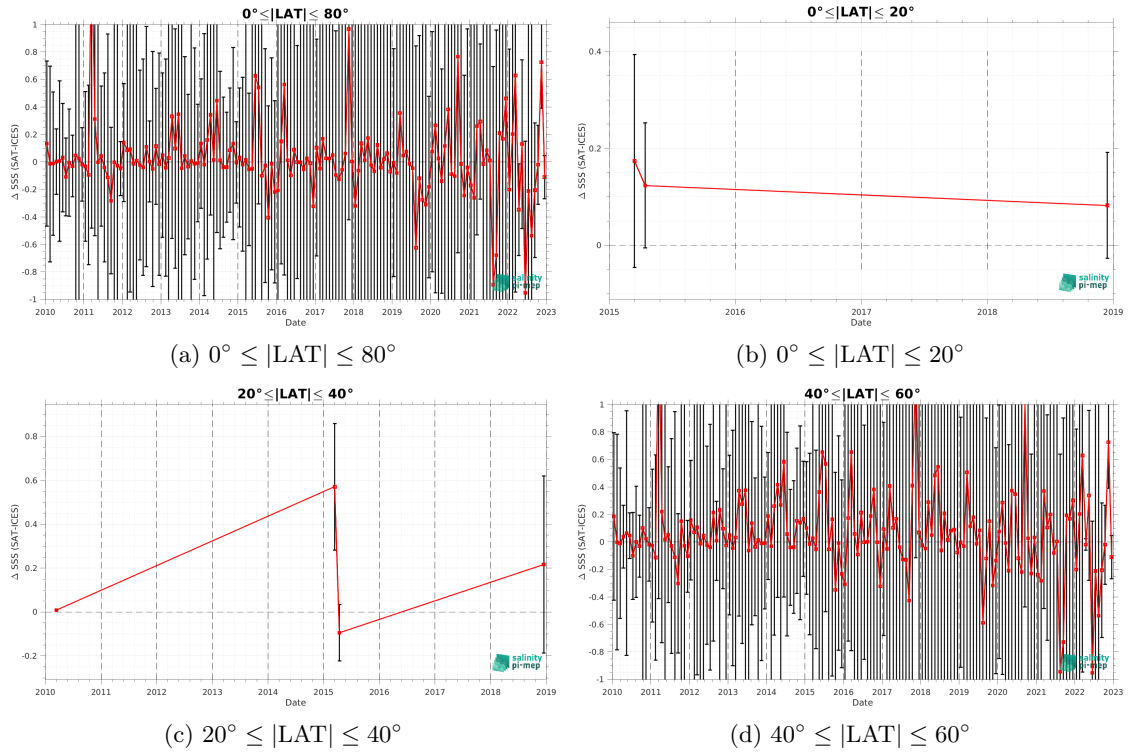 0°≤|LAT|≤ 80°
Δ SSS (SAT-ICES)
1
0.8
0.6
0.4
0.2
0
-0.2
-0.4
-0.6
-0.8
-1
2010 2011 2012 2013 2014 2015 2016 2017 2018 2019 2020 2021 2022 2023
Date
salinity
pi-mep
(a) 0° ≤ |LAT| ≤ 80°
0°≤|LAT|≤ 20°
Δ SSS (SAT-ICES)
0.4
0.2
0
2015 2016 2017 2018 2019
Date
salinity
pi-mep
(b) 0° ≤ |LAT| ≤ 20°
20°≤|LAT|≤ 40°
Δ SSS (SAT-ICES)
0.8
0.6
0.4
0.2
0
-0.2
2010 2011 2012 2013 2014 2015 2016 2017 2018 2019
Date
salinity
pi-mep
(c) 20° ≤ |LAT| ≤ 40°
40°≤|LAT|≤ 60°
Δ SSS (SAT-ICES)
1
0.8
0.6
0.4
0.2
0
-0.2
-0.4
-0.6
-0.8
-1
2010 2011 2012 2013 2014 2015 2016 2017 2018 2019 2020 2021 2022 2023
Date
salinity
pi-mep
(d) 40° ≤ |LAT| ≤ 60°